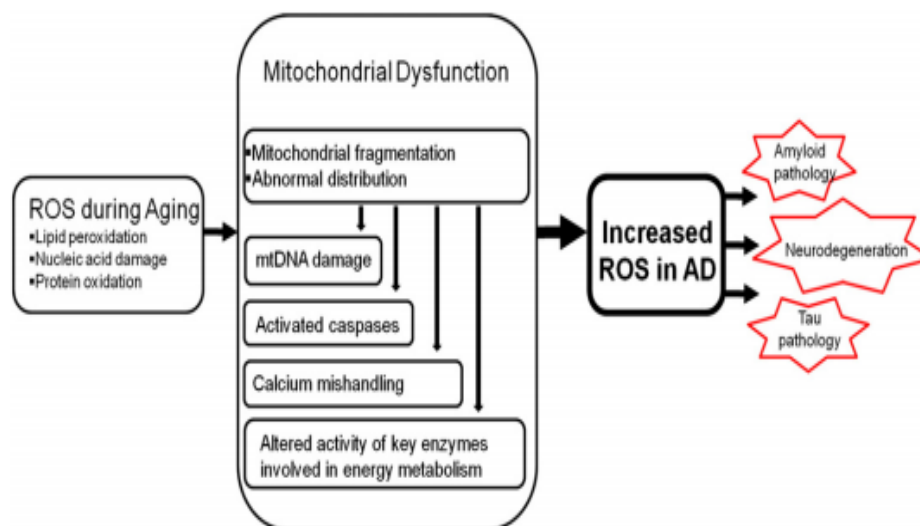 ROS during Aging
▪Lipid peroxidation
▪Nucleic acid damage
▪Protein oxidation
Mitochondrial Dysfunction
▪Mitochondrial fragmentation
▪Abnormal distribution
mtDNA damage
Activated caspases
Calcium mishandling
Altered activity of key enzymes
involved in energy metabolism
Increased
ROS in AD
Amyloid
pathology
Neurodegeneration
Tau
pathology